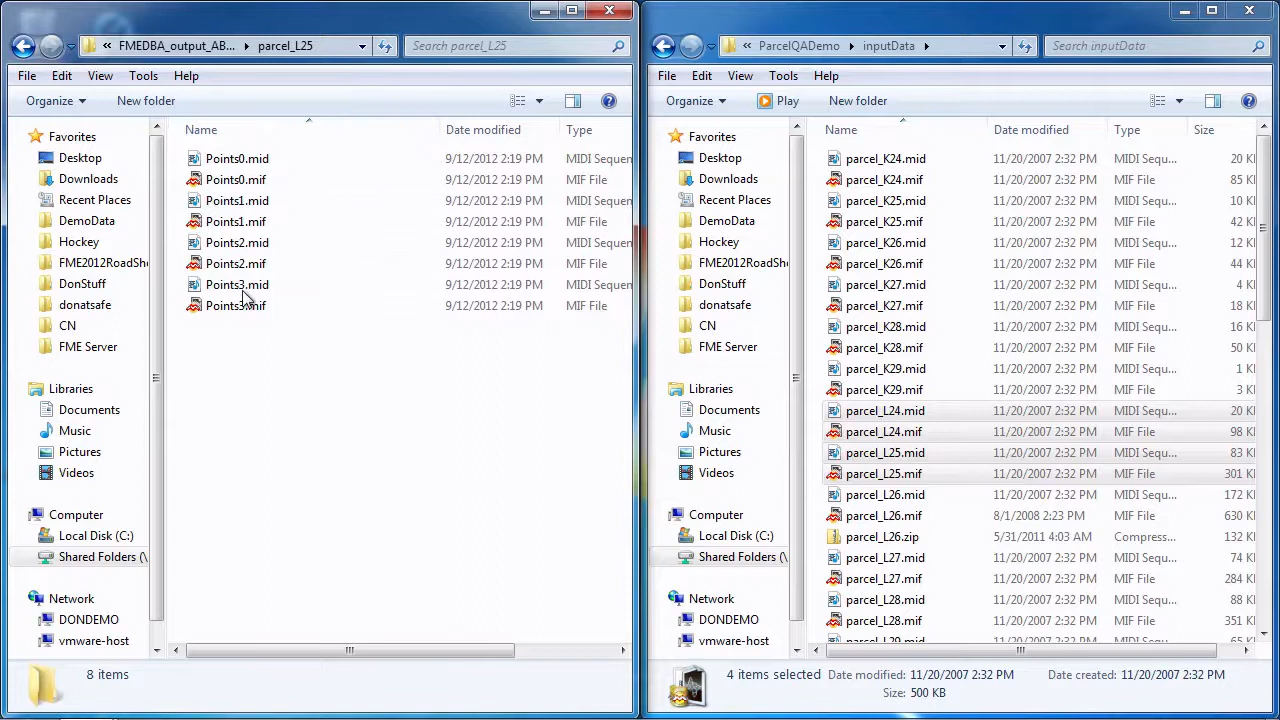 « FMEDBA_output_AB... ▸ parcel_L25
Search parcel_L25
File Edit View Tools Help
Organize New folder
Favorites
Desktop
Downloads
Recent Places
DemoData
Hockey
FME2012RoadSh
DonStuff
donatsafe
CN
FME Server
Libraries
Documents
Music
Pictures
Videos
Computer
Local Disk (C:)
Shared Folders (\
Network
DONDEMO
vmware-host
Name Date modified Type
Points0.mid 9/12/2012 2:19 PM MIDI Sequen
Points0.mif 9/12/2012 2:19 PM MIF File
Points1.mid 9/12/2012 2:19 PM MIDI Sequen
Points1.mif 9/12/2012 2:19 PM MIF File
Points2.mid 9/12/2012 2:19 PM MIDI Sequen
Points2.mif 9/12/2012 2:19 PM MIF File
Points3.mid 9/12/2012 2:19 PM MIDI Sequen
Points3.mif 9/12/2012 2:19 PM MIF File
8 items
« ParcelQADemo ▸ inputData ▸
Search inputData
File Edit View Tools Help
Organize Play New folder
Favorites
Desktop
Downloads
Recent Places
DemoData
Hockey
FME2012RoadSh
DonStuff
donatsafe
CN
FME Server
Libraries
Documents
Music
Pictures
Videos
Computer
Local Disk (C:)
Shared Folders (\
Network
DONDEMO
vmware-host
Name Date modified Type Size
parcel_K24.mid 11/20/2007 2:32 PM MIDI Sequ... 20 K
parcel_K24.mif 11/20/2007 2:32 PM MIF File 85 K
parcel_K25.mid 11/20/2007 2:32 PM MIDI Sequ... 10 K
parcel_K25.mif 11/20/2007 2:32 PM MIF File 42 K
parcel_K26.mid 11/20/2007 2:32 PM MIDI Sequ... 12 K
parcel_K26.mif 11/20/2007 2:32 PM MIF File 44 K
parcel_K27.mid 11/20/2007 2:32 PM MIDI Sequ... 4 K
parcel_K27.mif 11/20/2007 2:32 PM MIF File 18 K
parcel_K28.mid 11/20/2007 2:32 PM MIDI Sequ... 16 K
parcel_K28.mif 11/20/2007 2:32 PM MIF File 50 K
parcel_K29.mid 11/20/2007 2:32 PM MIDI Sequ... 1 K
parcel_K29.mif 11/20/2007 2:32 PM MIF File 3 K
parcel_L24.mid 11/20/2007 2:32 PM MIDI Sequ... 20 K
parcel_L24.mif 11/20/2007 2:32 PM MIF File 98 K
parcel_L25.mid 11/20/2007 2:32 PM MIDI Sequ... 83 K
parcel_L25.mif 11/20/2007 2:32 PM MIF File 301 K
parcel_L26.mid 11/20/2007 2:32 PM MIDI Sequ... 172 K
parcel_L26.mif 8/1/2008 2:23 PM MIF File 630 K
parcel_L26.zip 5/31/2011 4:03 AM Compress... 132 K
parcel_L27.mid 11/20/2007 2:32 PM MIDI Sequ... 74 K
parcel_L27.mif 11/20/2007 2:32 PM MIF File 284 K
parcel_L28.mid 11/20/2007 2:32 PM MIDI Sequ... 88 K
parcel_L28.mif 11/20/2007 2:32 PM MIF File 351 K
parcel_L29.mid 11/20/2007 2:32 PM MIDI Sequ... 65 K
4 items selected Date modified: 11/20/2007 2:32 PM Date created: 11/20/2007 2:32 PM
Size: 500 KB